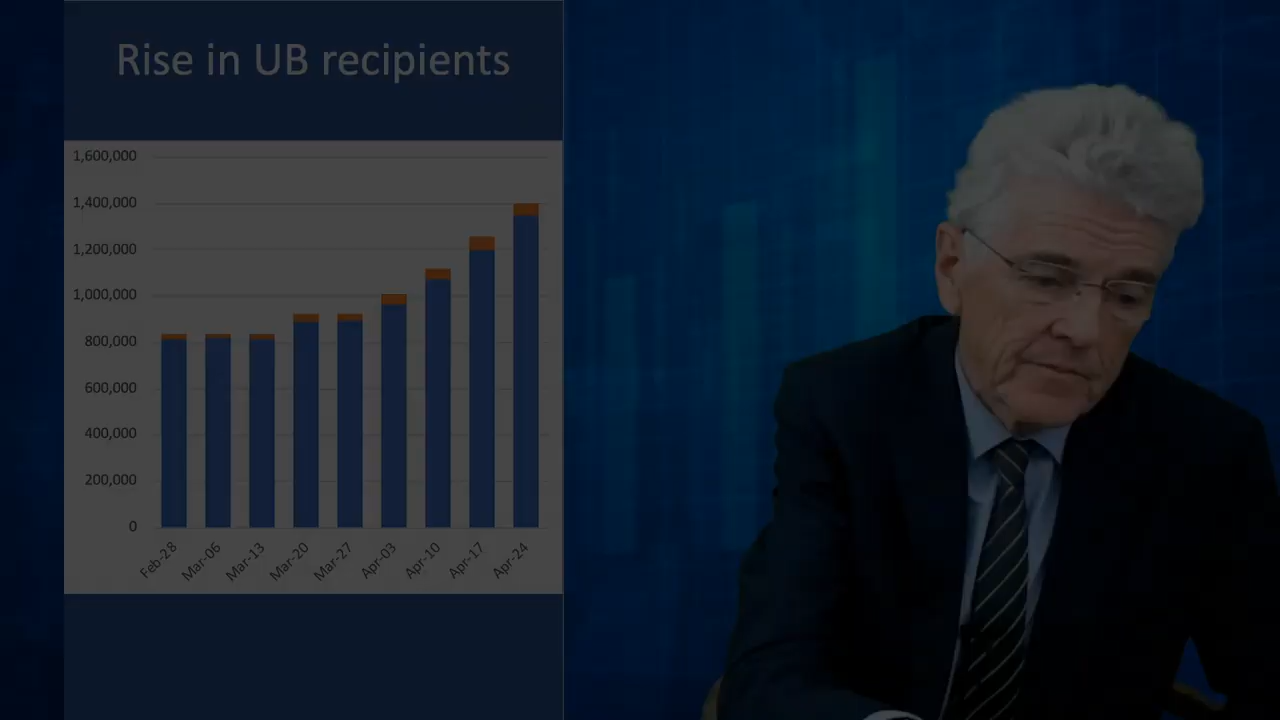 Rise in UB recipients
1,600,000
1,400,000
1,200,000
1,000,000
800,000
600,000
400,000
200,000
0
Feb-28
Mar-06
Mar-13
Mar-20
Mar-27
Apr-03
Apr-10
Apr-17
Apr-24